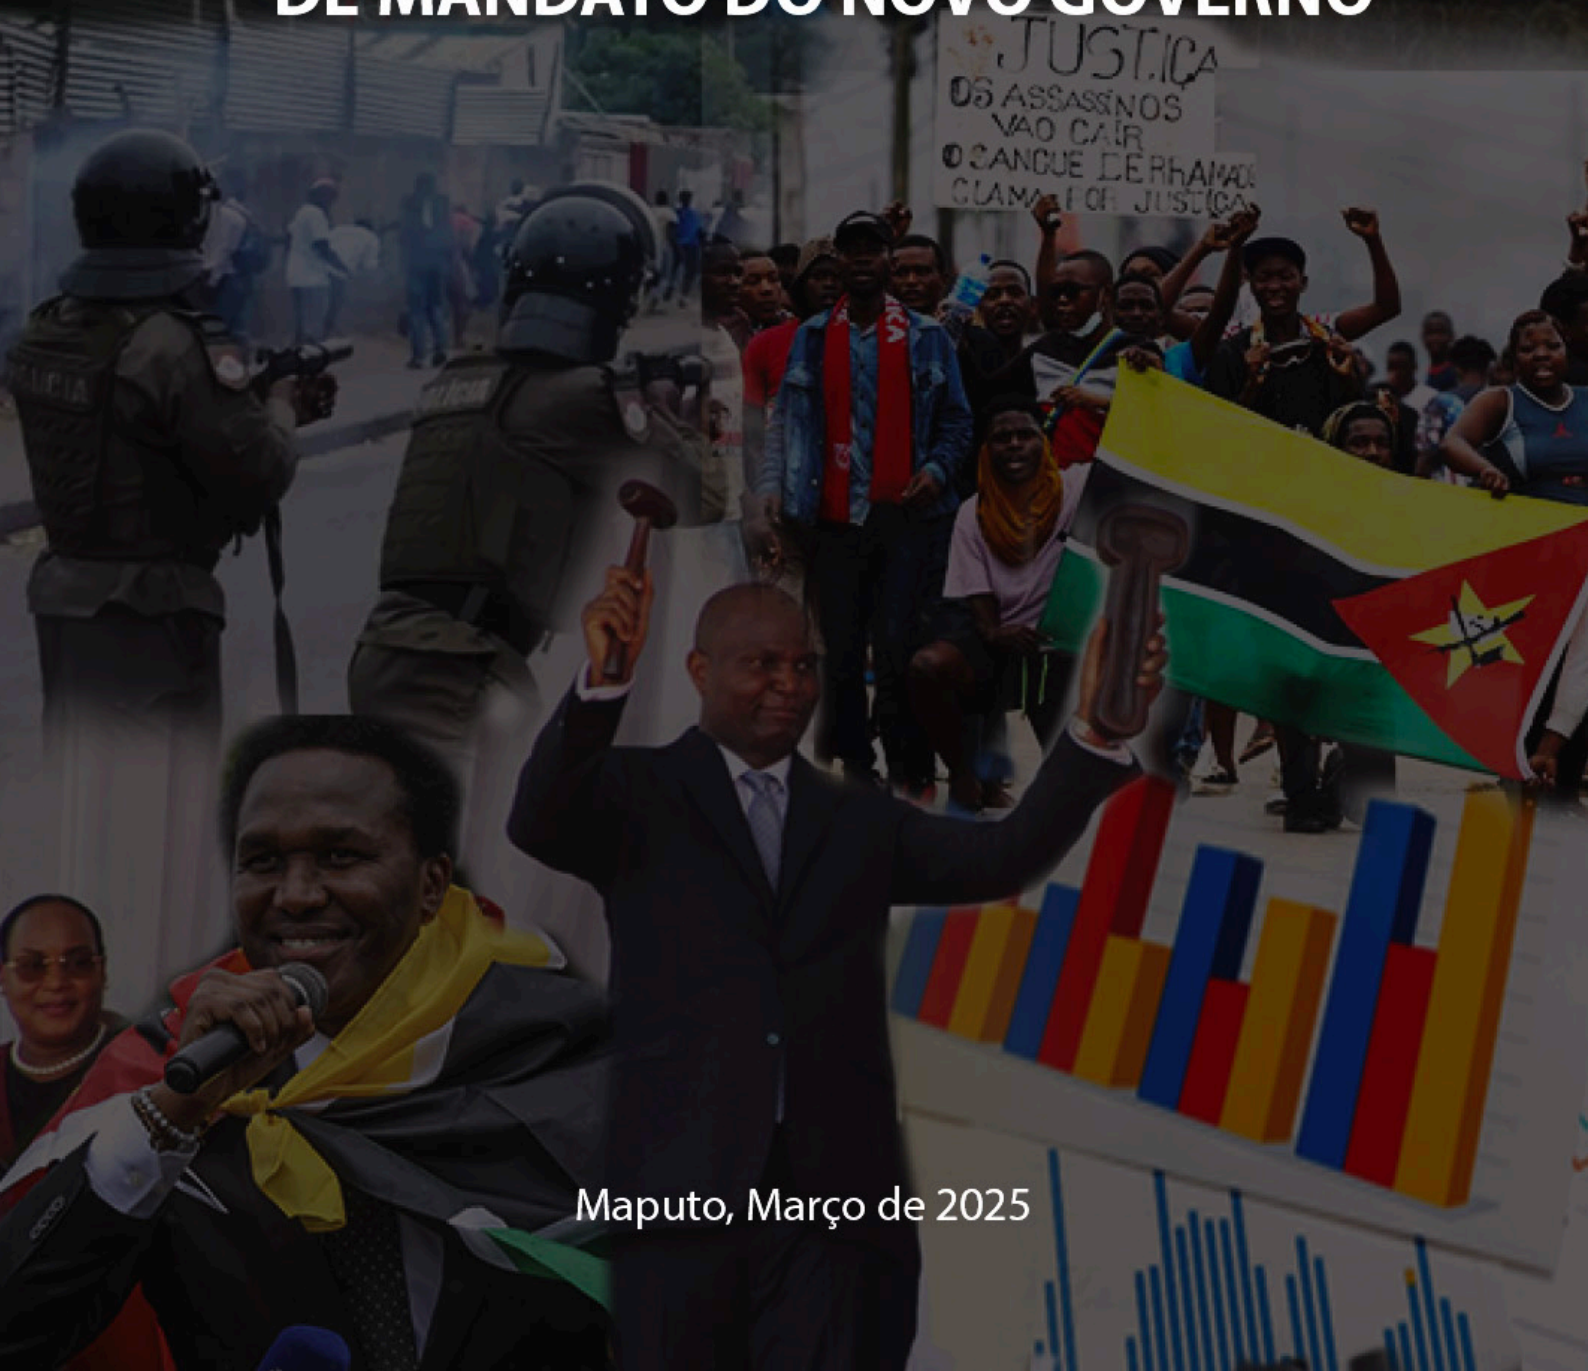 DE MANDATO DO NOVO GOVERNO
JUSTIÇA
OS ASSASSINOS
VAO CAIR
O SANGUE DERRAMADO
CLAMA POR JUSTIÇA
POLICIA
Maputo, Março de 2025